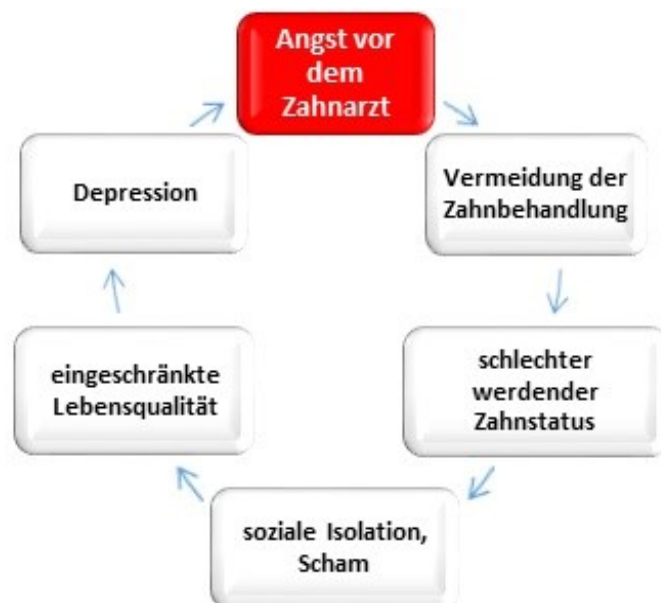 Angst vor
dem
Zahnarzt
Vermeidung der
Zahnbehandlung
schlechter
werdender
Zahnstatus
soziale Isolation,
Scham
eingeschränkte
Lebensqualität
Depression